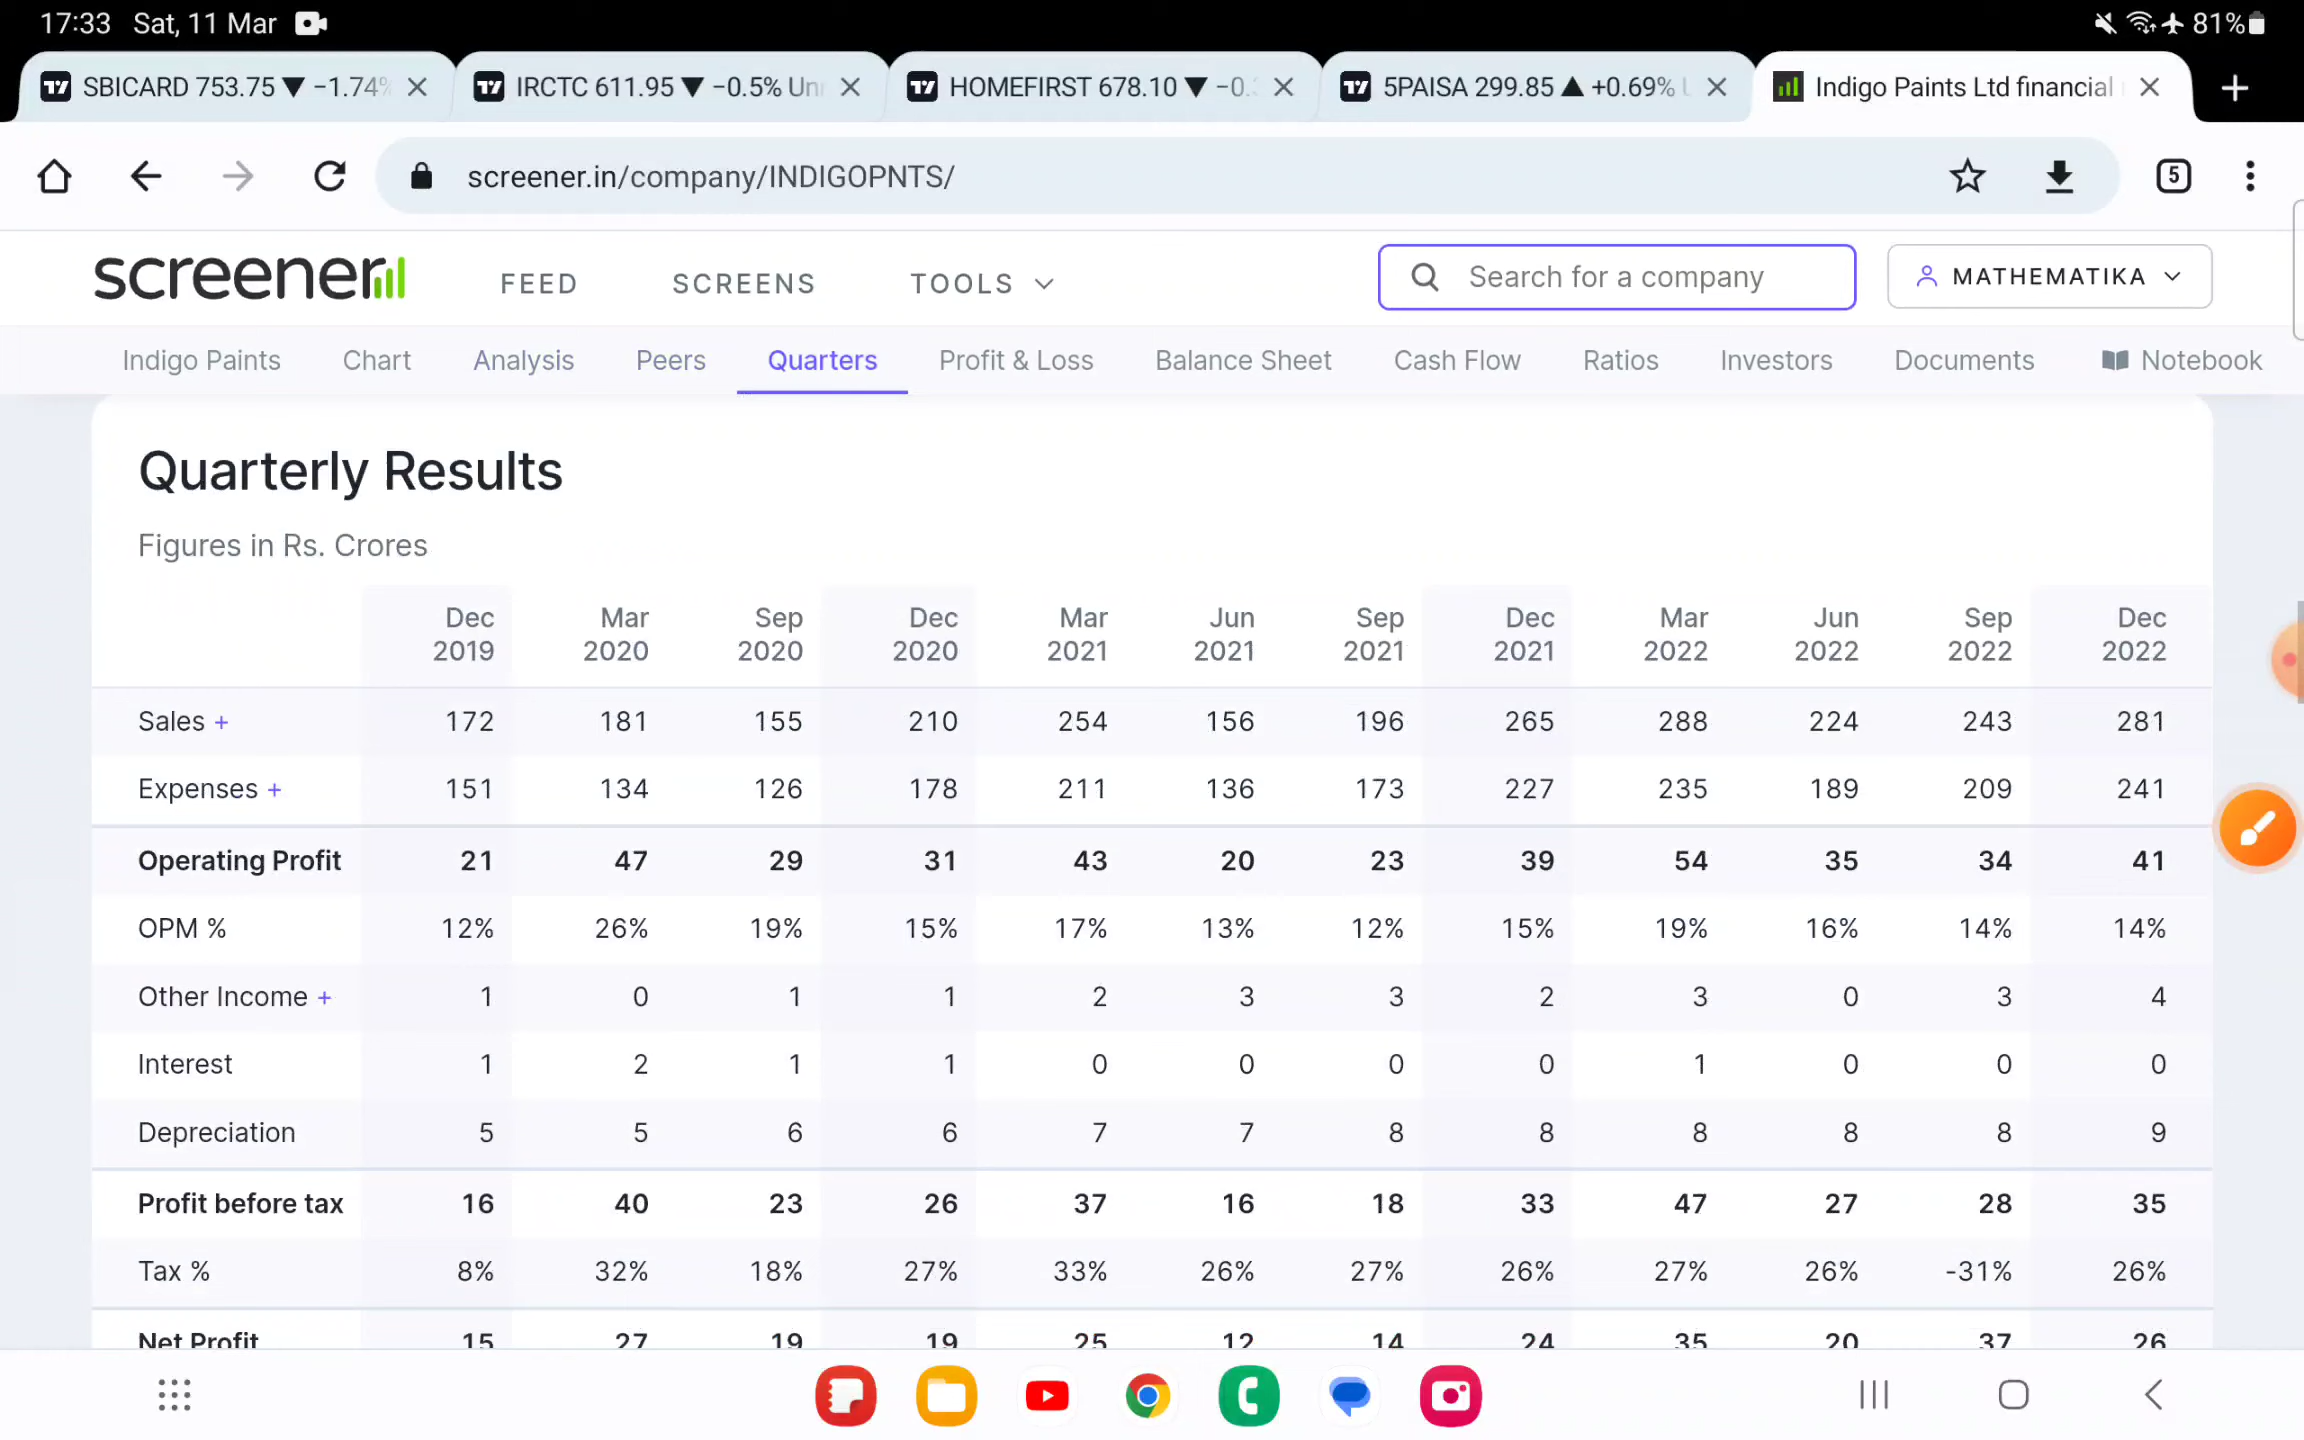 17:33 Sat, 11 Mar 81%
SBICARD 753.75 ▼ −1.74% IRCTC 611.95 ▼ −0.5% Un HOMEFIRST 678.10 ▼ −0. 5PAISA 299.85 ▲ +0.69% Indigo Paints Ltd financial
screener.in/company/INDIGOPNTS/ 5
screener FEED SCREENS TOOLS Search for a company MATHEMATIKA
Indigo Paints Chart Analysis Peers Quarters Profit & Loss Balance Sheet Cash Flow Ratios Investors Documents Notebook
Quarterly Results
Figures in Rs. Crores
Dec Mar Sep Dec Mar Jun Sep Dec Mar Jun Sep Dec
2019 2020 2020 2020 2021 2021 2021 2021 2022 2022 2022 2022
Sales + 172 181 155 210 254 156 196 265 288 224 243 281
Expenses + 151 134 126 178 211 136 173 227 235 189 209 241
Operating Profit 21 47 29 31 43 20 23 39 54 35 34 41
OPM % 12% 26% 19% 15% 17% 13% 12% 15% 19% 16% 14% 14%
Other Income + 1 0 1 1 2 3 3 2 3 0 3 4
Interest 1 2 1 1 0 0 0 0 1 0 0 0
Depreciation 5 5 6 6 7 7 8 8 8 8 8 9
Profit before tax 16 40 23 26 37 16 18 33 47 27 28 35
Tax % 8% 32% 18% 27% 33% 26% 27% 26% 27% 26% -31% 26%
Net Profit 15 27 19 19 25 12 14 24 35 20 37 26